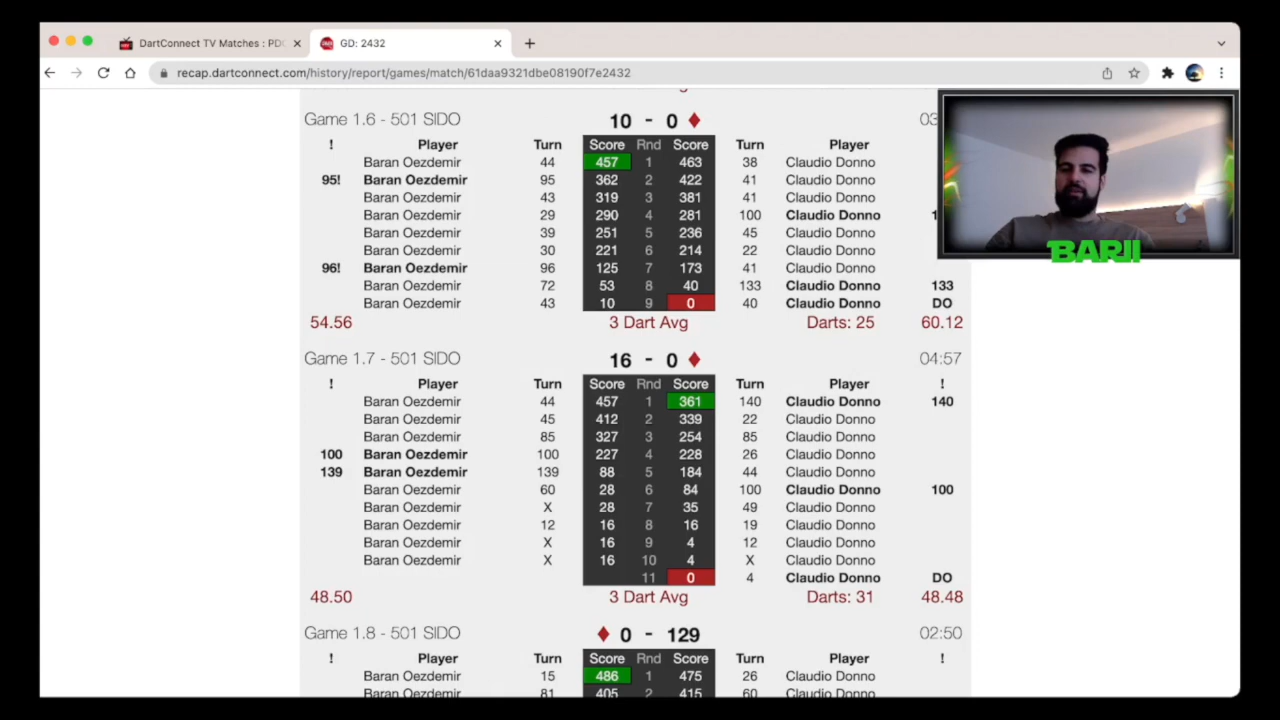 DartConnect TV Matches : PD
GD: 2432
recap.dartconnect.com/history/report/games/match/61daa9321dbe08190f7e2432
Game 1.6 - 501 SIDO 10 - 0 03
! Player Turn Score Rnd Score Turn Player
Baran Oezdemir 44 457 1 463 38 Claudio Donno
95! Baran Oezdemir 95 362 2 422 41 Claudio Donno
Baran Oezdemir 43 319 3 381 41 Claudio Donno
Baran Oezdemir 29 290 4 281 100 Claudio Donno 1
Baran Oezdemir 39 251 5 236 45 Claudio Donno
Baran Oezdemir 30 221 6 214 22 Claudio Donno
96! Baran Oezdemir 96 125 7 173 41 Claudio Donno
Baran Oezdemir 72 53 8 40 133 Claudio Donno 133
Baran Oezdemir 43 10 9 0 40 Claudio Donno DO
54.56 3 Dart Avg Darts: 25 60.12
BARII
Game 1.7 - 501 SIDO 16 - 0 04:57
! Player Turn Score Rnd Score Turn Player !
Baran Oezdemir 44 457 1 361 140 Claudio Donno 140
Baran Oezdemir 45 412 2 339 22 Claudio Donno
Baran Oezdemir 85 327 3 254 85 Claudio Donno
100 Baran Oezdemir 100 227 4 228 26 Claudio Donno
139 Baran Oezdemir 139 88 5 184 44 Claudio Donno
Baran Oezdemir 60 28 6 84 100 Claudio Donno 100
Baran Oezdemir X 28 7 35 49 Claudio Donno
Baran Oezdemir 12 16 8 16 19 Claudio Donno
Baran Oezdemir X 16 9 4 12 Claudio Donno
Baran Oezdemir X 16 10 4 X Claudio Donno
11 0 4 Claudio Donno DO
48.50 3 Dart Avg Darts: 31 48.48
Game 1.8 - 501 SIDO 0 - 129 02:50
! Player Turn Score Rnd Score Turn Player !
Baran Oezdemir 15 486 1 475 26 Claudio Donno
Baran Oezdemir 81 405 2 415 60 Claudio Donno